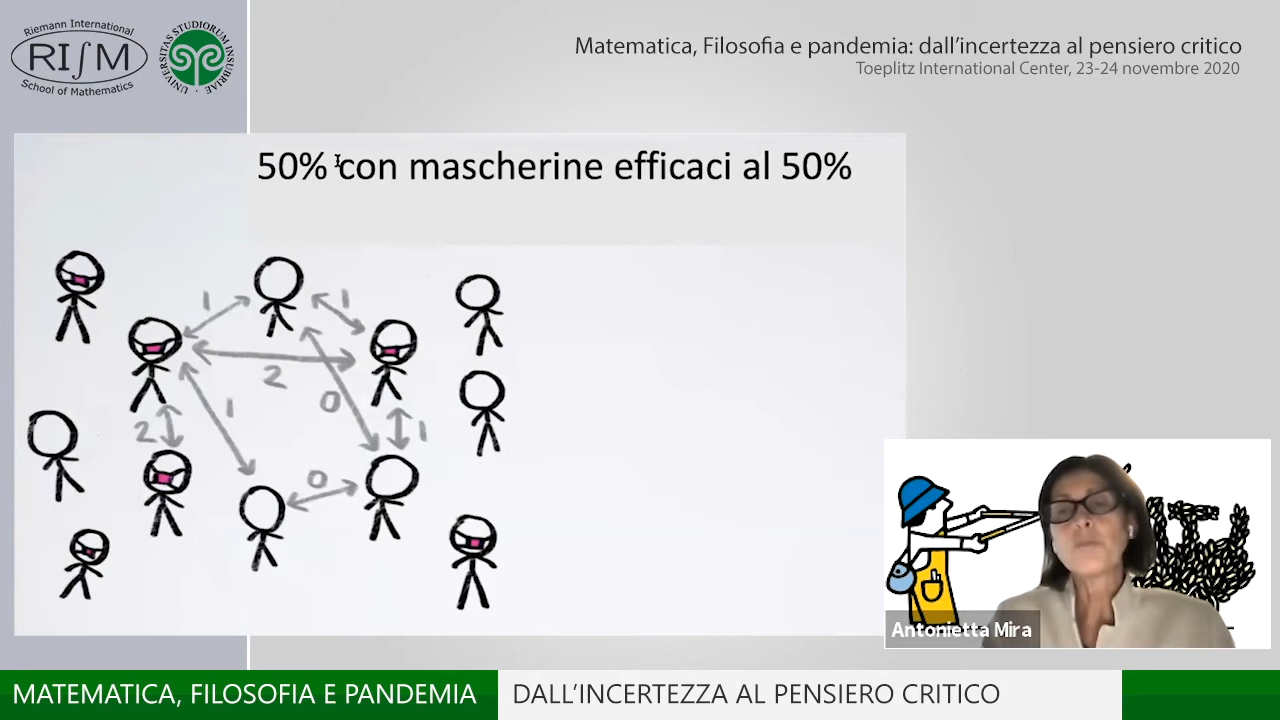 Riemann International
RI∫M
School of Mathematics
UNIVERSITAS STUDIORUM INSUBRIAE
Matematica, Filosofia e pandemia: dall'incertezza al pensiero critico
Toeplitz International Center, 23-24 novembre 2020
50% con mascherine efficaci al 50%
1
1
2
0
1
2
1
0
Antonietta Mira
MATEMATICA, FILOSOFIA E PANDEMIA
DALL'INCERTEZZA AL PENSIERO CRITICO